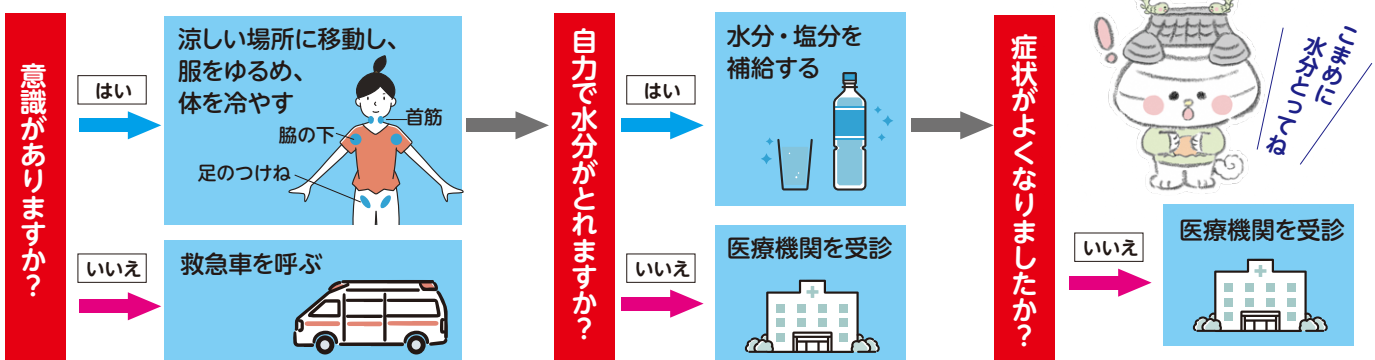 意識がありますか？
はい
涼しい場所に移動し、
服をゆるめ、
体を冷やす
首筋
脇の下
足のつけね
いいえ
救急車を呼ぶ
自力で水分がとれますか？
はい
水分・塩分を
補給する
いいえ
医療機関を受診
症状がよくなりましたか？
こまめに
水分とってね
いいえ
医療機関を受診